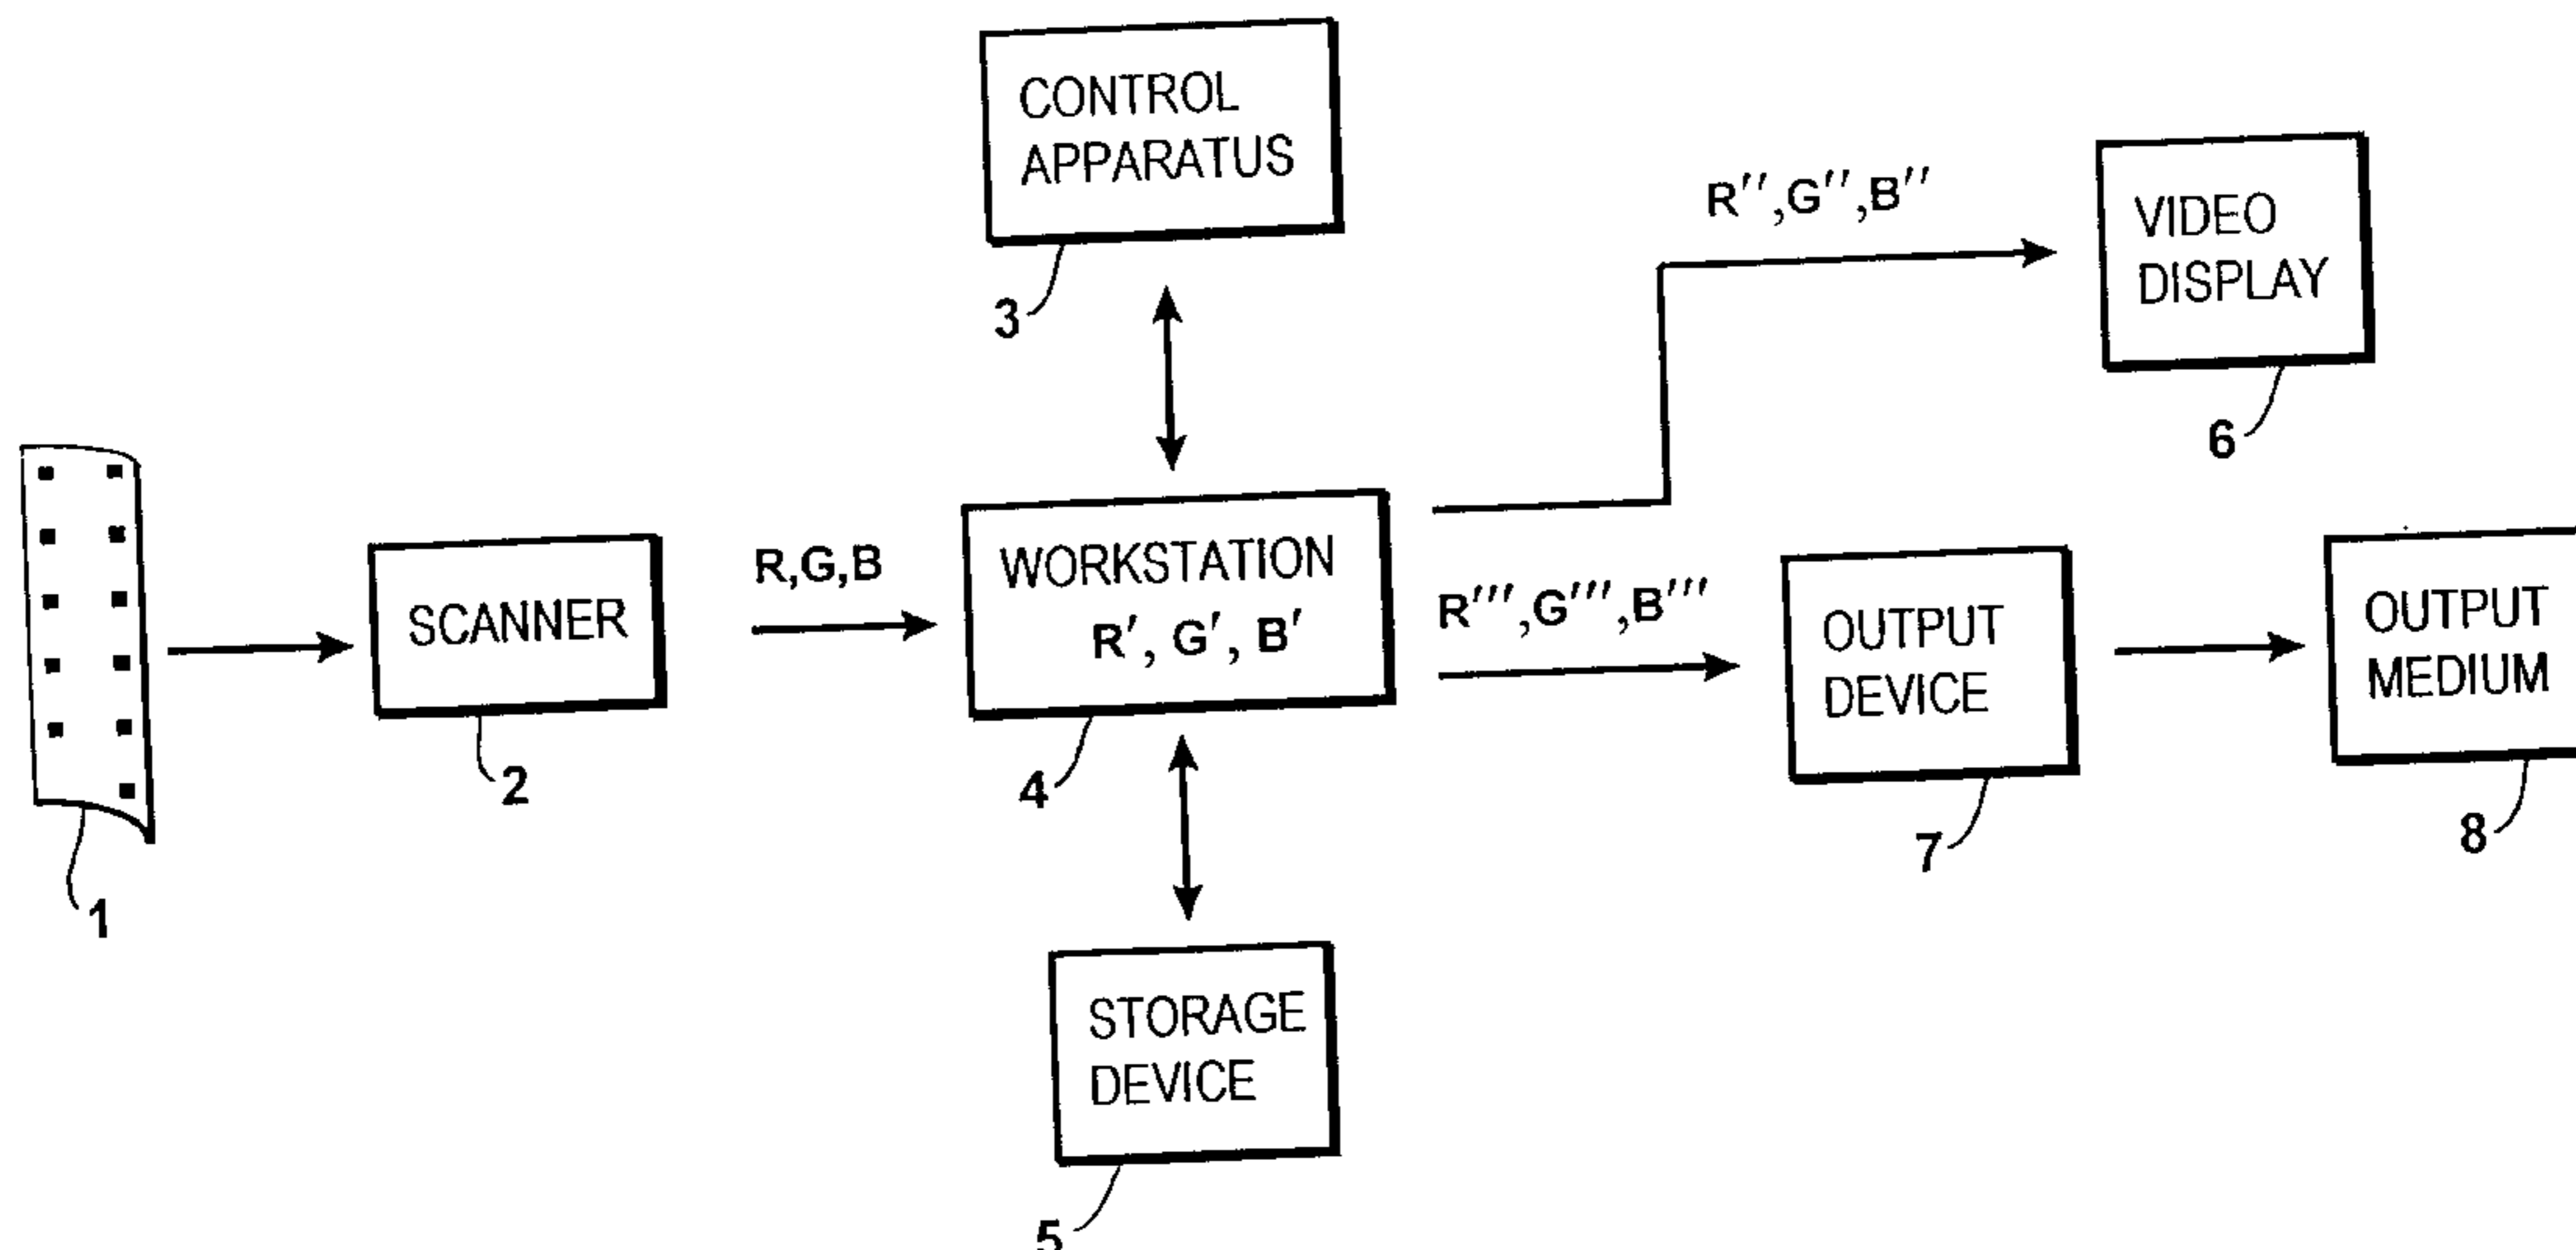 CONTROL
APPARATUS
3
R'',G'',B''
VIDEO
DISPLAY
6
1
SCANNER
2
R,G,B
WORKSTATION
R', G', B'
4
R''',G''',B'''
OUTPUT
DEVICE
7
OUTPUT
MEDIUM
8
STORAGE
DEVICE
5